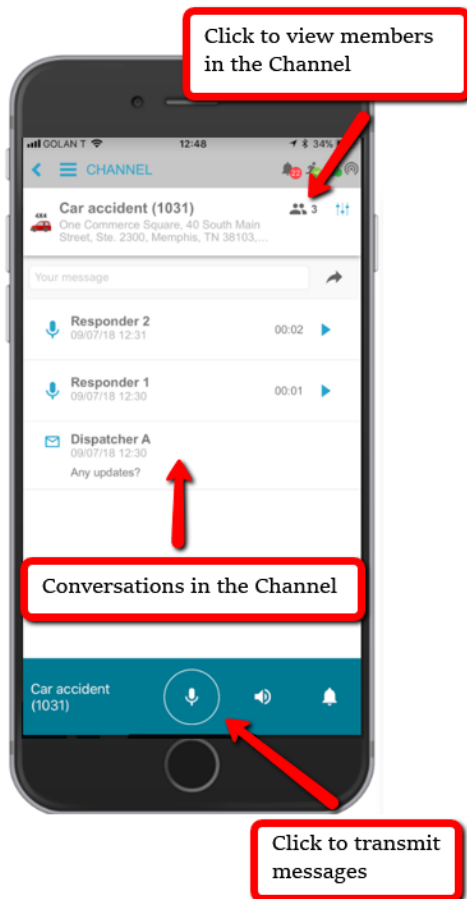 Click to view members
in the Channel
GOLAN T 12:48 34%
CHANNEL 22
4X4 Car accident (1031) 3
One Commerce Square, 40 South Main
Street, Ste. 2300, Memphis, TN 38103,...
Your message
Responder 2
09/07/18 12:31 00:02
Responder 1
09/07/18 12:30 00:01
Dispatcher A
09/07/18 12:30
Any updates?
Conversations in the Channel
Car accident
(1031)
Click to transmit
messages